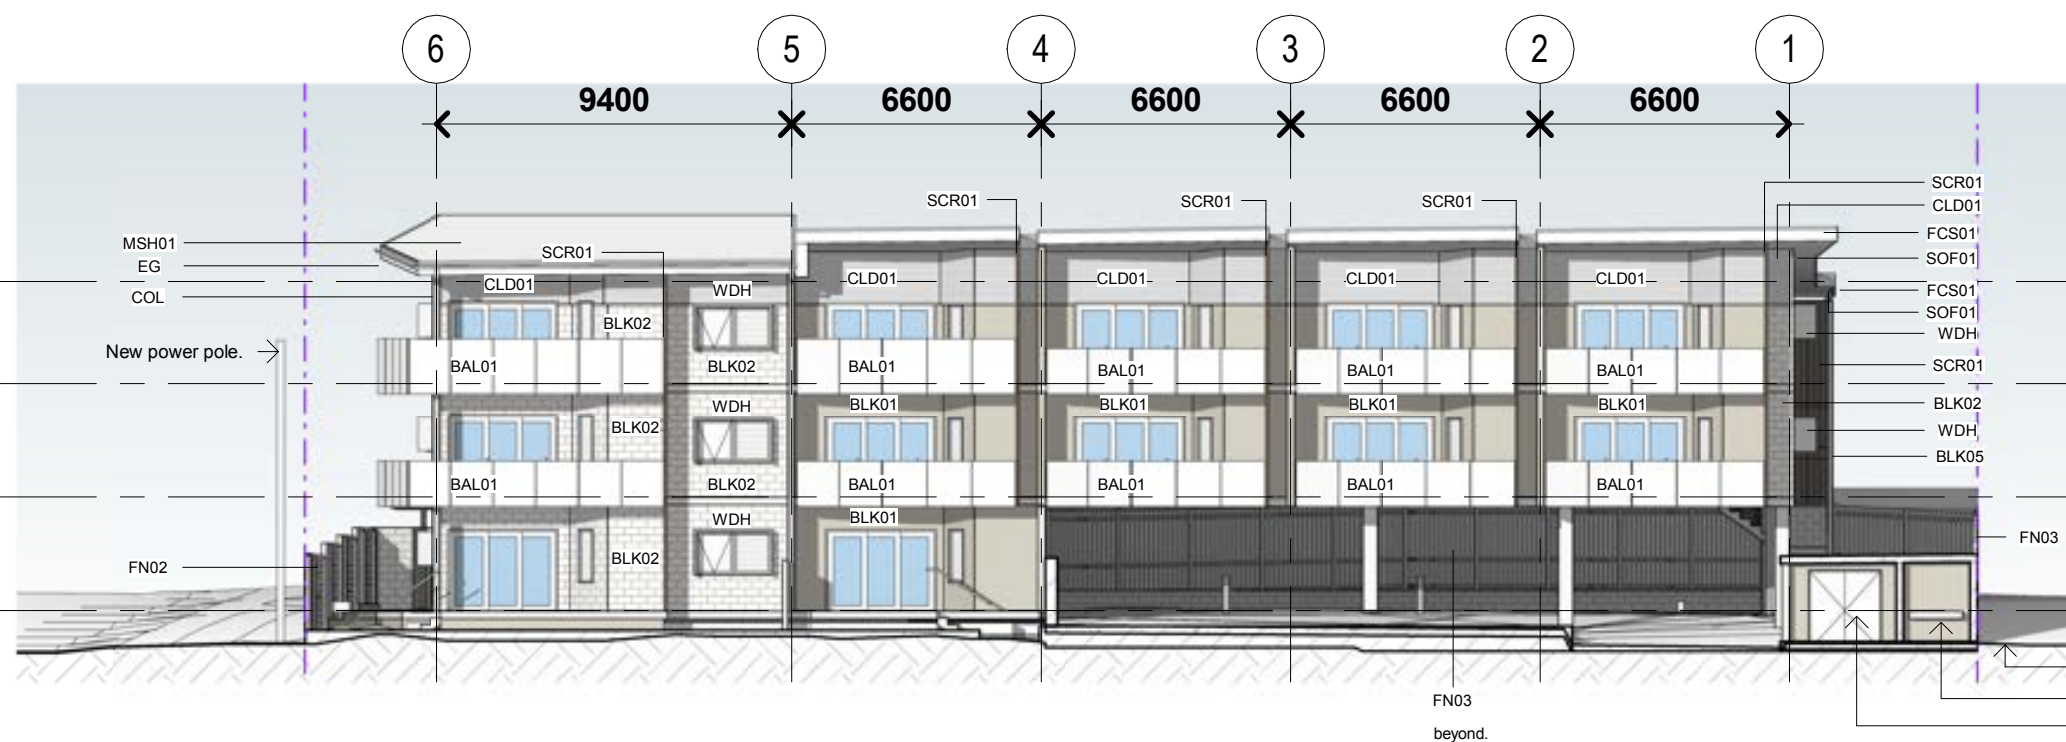 6 5 4 3 2 1
9400 6600 6600 6600 6600
SCR01 SCR01 SCR01 SCR01
CLD01
MSH01 FCS01
SCR01
EG SOF01
CLD01 CLD01 CLD01 CLD01 CLD01
COL WDH FCS01
SOF01
BLK02 WDH
New power pole.
BAL01 BLK02 BAL01 BAL01 BAL01 BAL01 SCR01
WDH BLK01 BLK01 BLK01 BLK01 BLK02
BLK02 WDH
BLK05
BAL01 BLK02 BAL01 BAL01 BAL01 BAL01
WDH BLK01
FN03
BLK02
FN02
FN03
beyond.